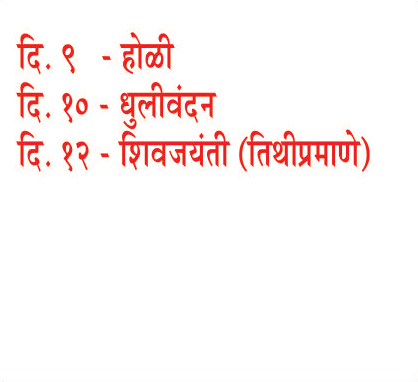 दि. ९ - होळी
दि. १० - धुलीवंदन
दि. १२ - शिवजयंती (तिथीप्रमाणे)